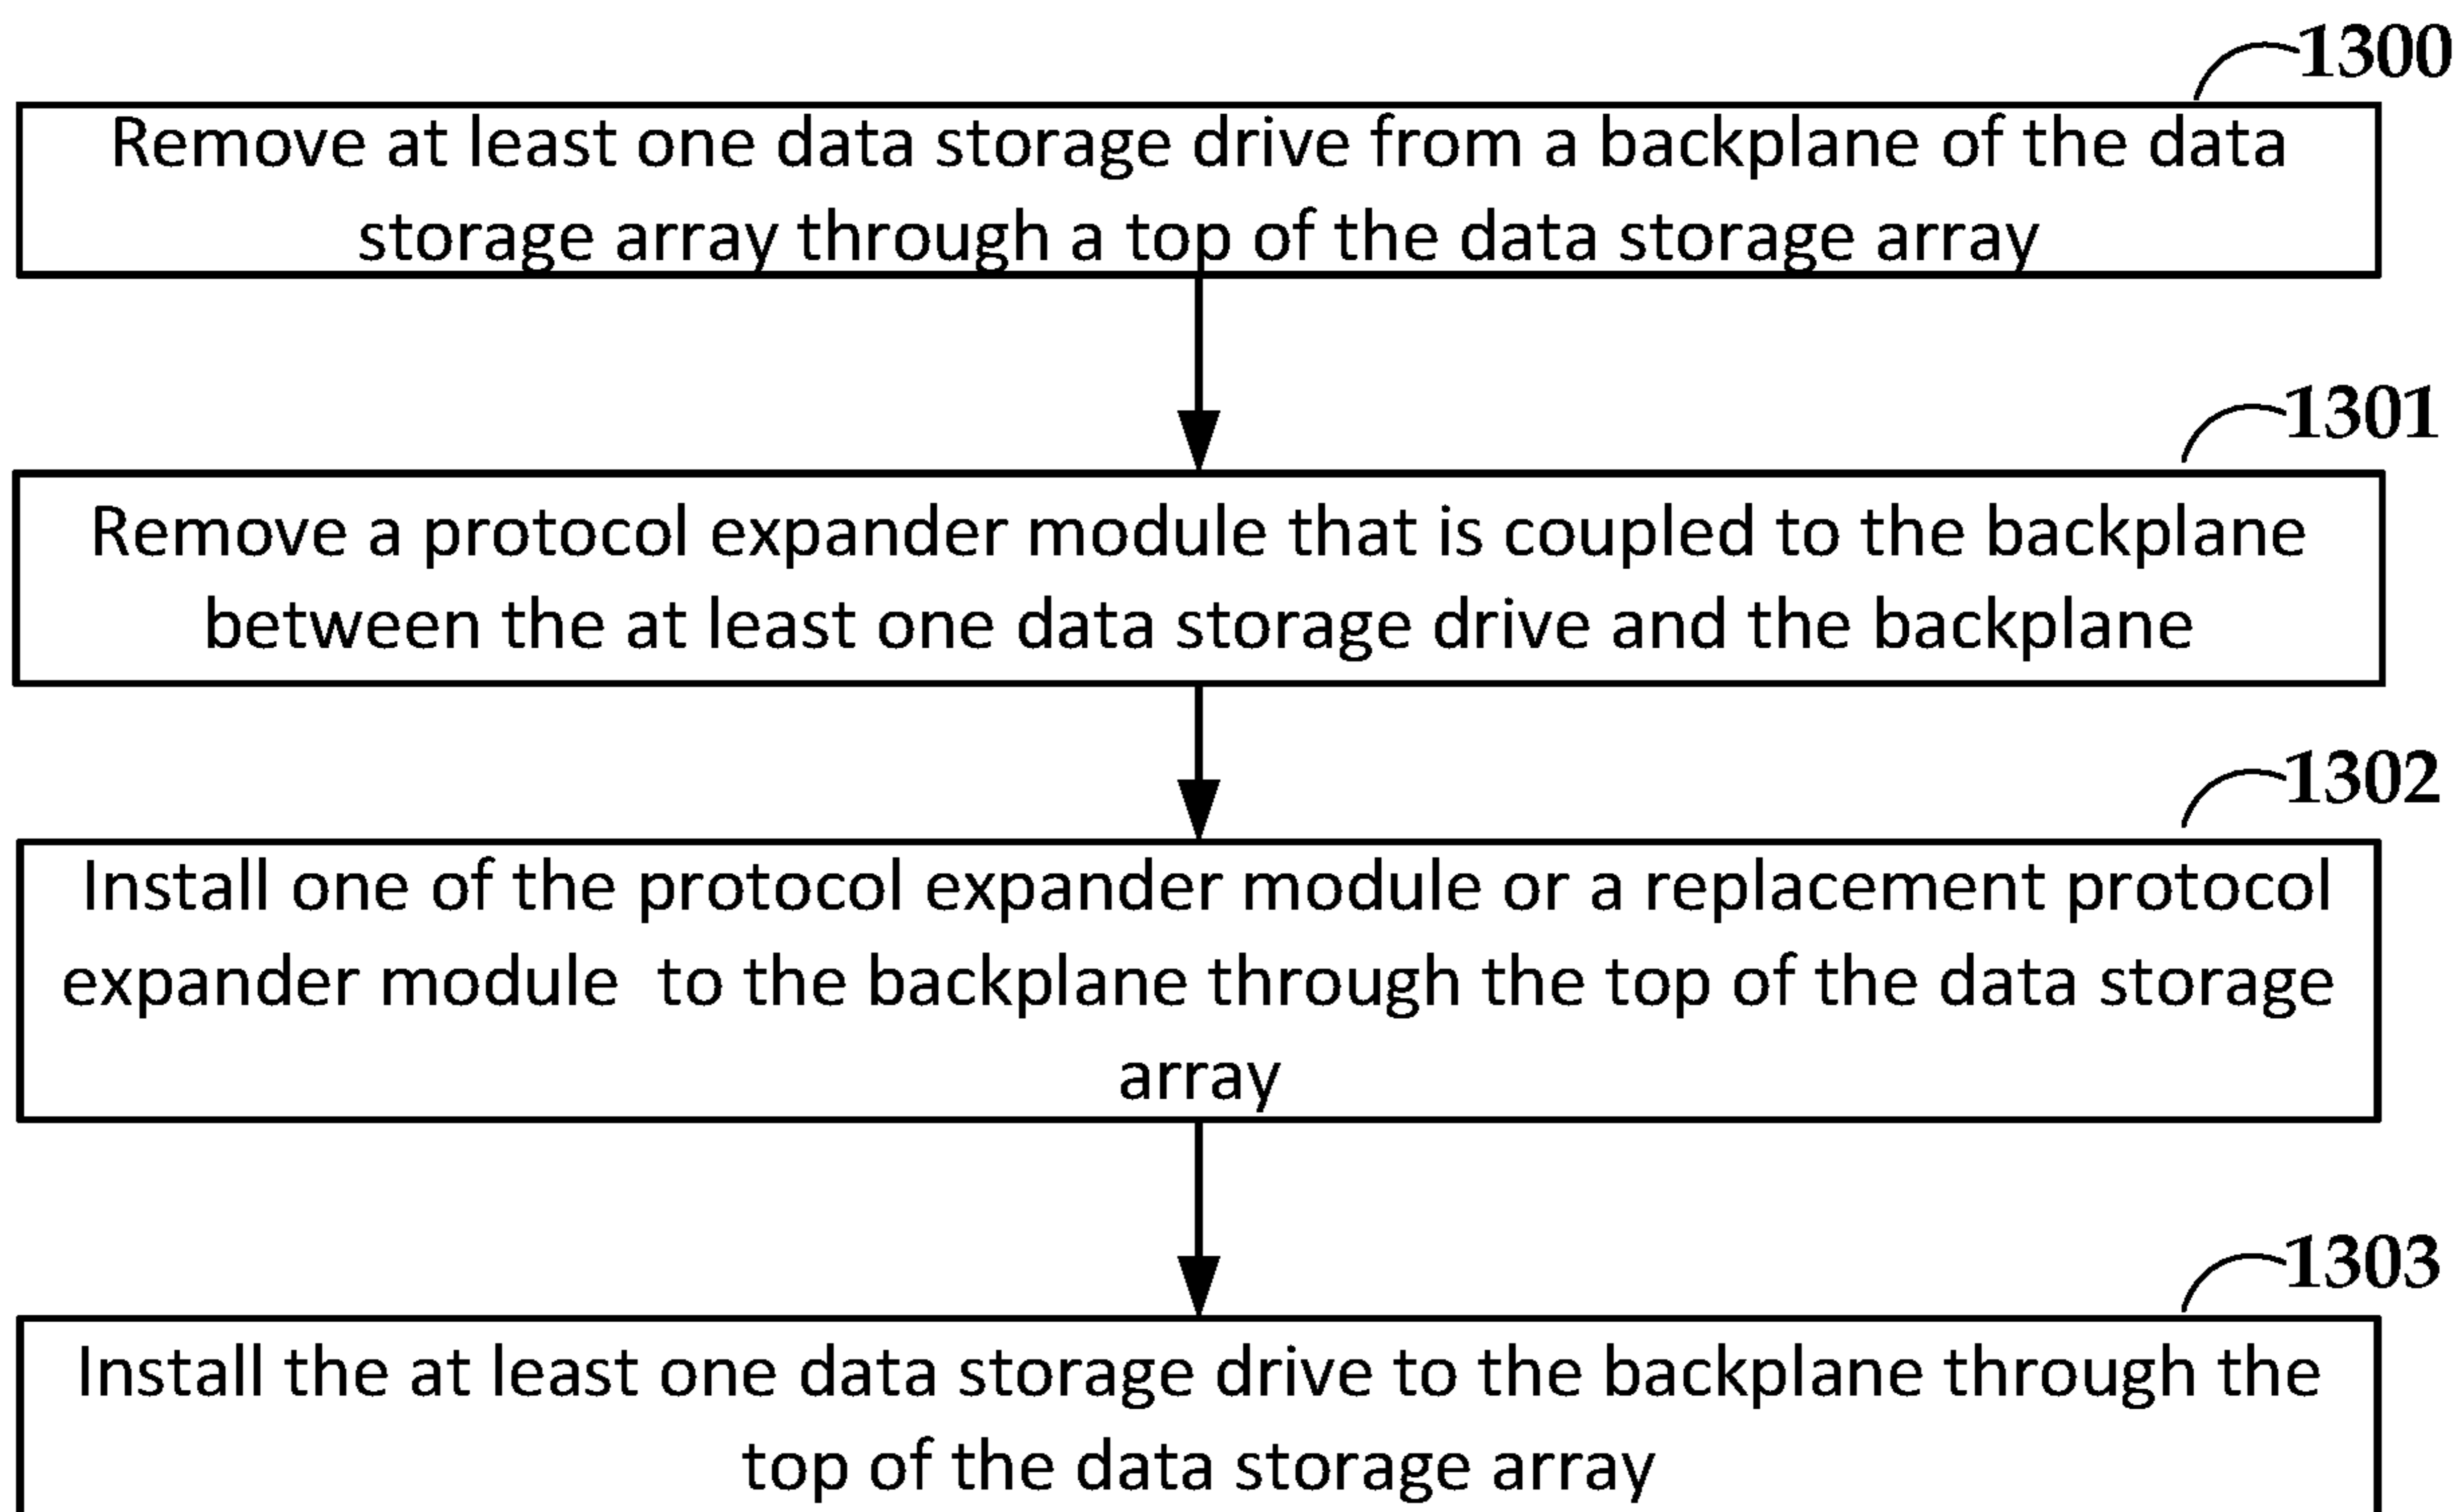 1300
Remove at least one data storage drive from a backplane of the data
storage array through a top of the data storage array
1301
Remove a protocol expander module that is coupled to the backplane
between the at least one data storage drive and the backplane
1302
Install one of the protocol expander module or a replacement protocol
expander module  to the backplane through the top of the data storage
array
1303
Install the at least one data storage drive to the backplane through the
top of the data storage array